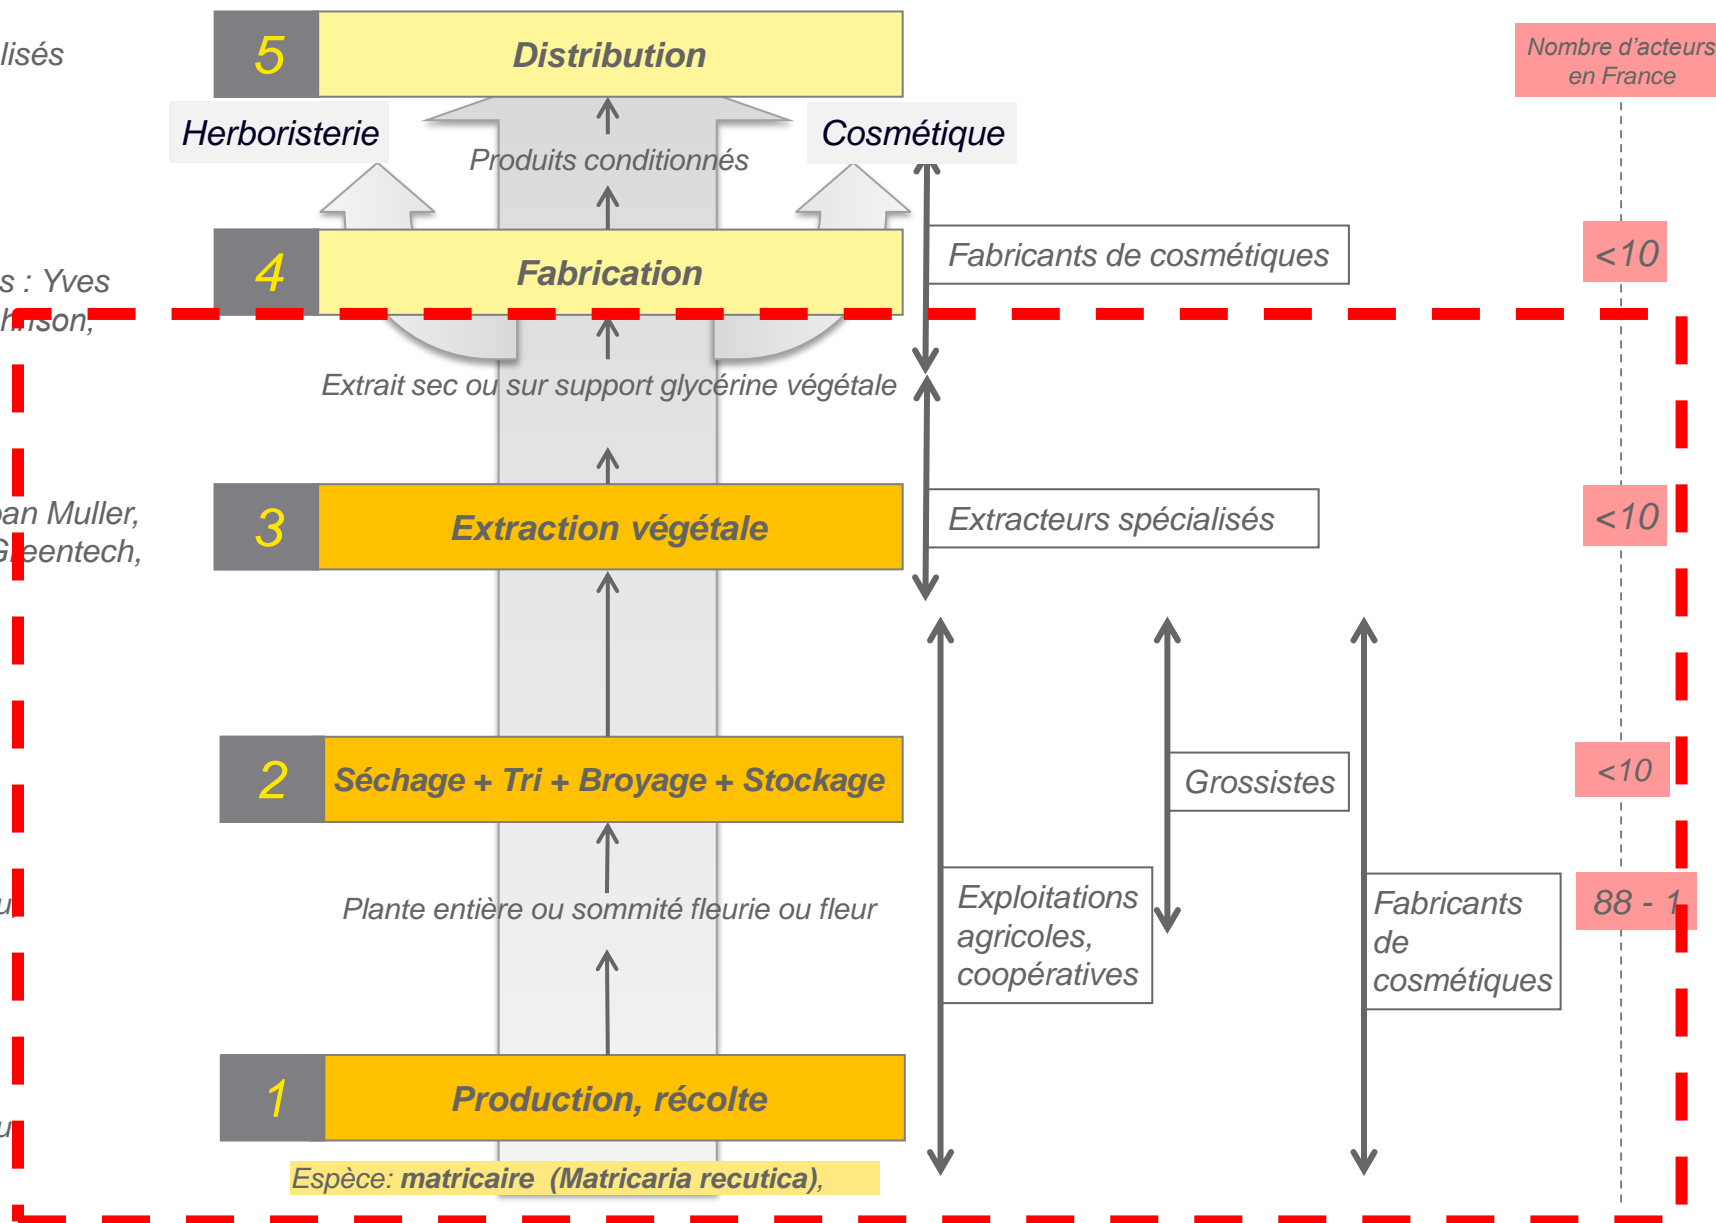 lisés
5
Distribution
Nombre d'acteurs
en France
Herboristerie
Cosmétique
Produits conditionnés
4
Fabrication
Fabricants de cosmétiques
<10
s : Yves
hnson,
Extrait sec ou sur support glycérine végétale
3
Extraction végétale
Extracteurs spécialisés
<10
an Muller,
Greentech,
2
Séchage + Tri + Broyage + Stockage
Grossistes
<10
Plante entière ou sommité fleurie ou fleur
Exploitations
agricoles,
coopératives
Fabricants
de
cosmétiques
88 - 1
u
1
Production, récolte
u
Espèce: matricaire (Matricaria recutica),